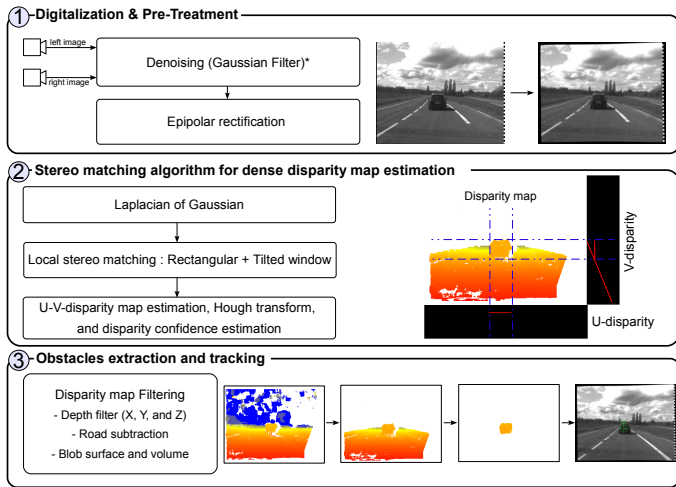 1 Digitalization & Pre-Treatment
left image
right image
Denoising (Gaussian Filter)*
Epipolar rectification
2 Stereo matching algorithm for dense disparity map estimation
Laplacian of Gaussian
Local stereo matching : Rectangular + Tilted window
U-V-disparity map estimation, Hough transform,
and disparity confidence estimation
Disparity map
V-disparity
U-disparity
3 Obstacles extraction and tracking
Disparity map Filtering
- Depth filter (X, Y, and Z)
- Road subtraction
- Blob surface and volume